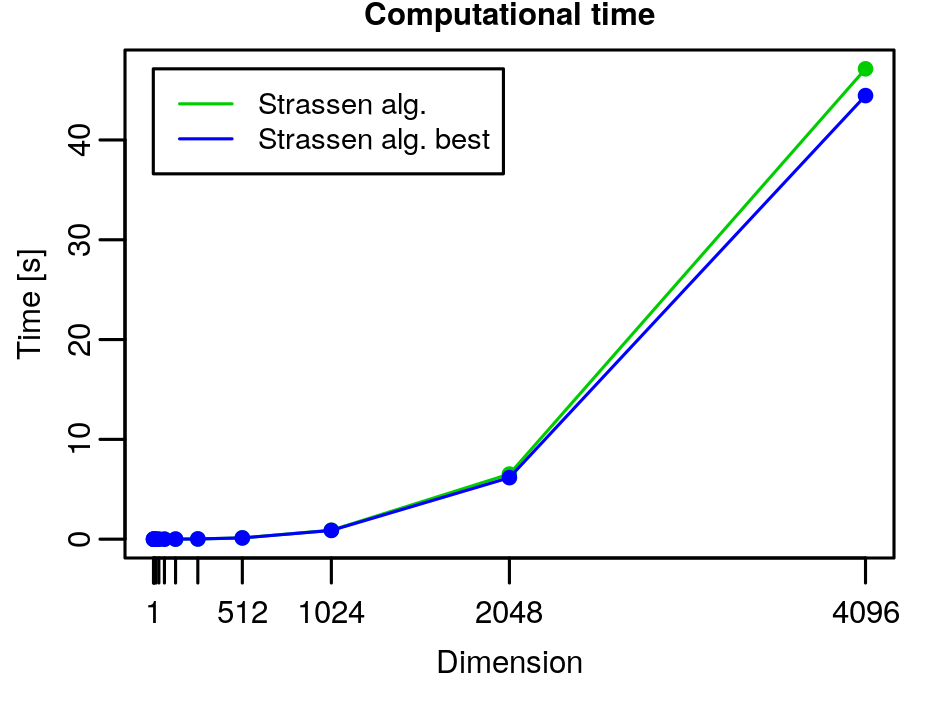 Computational time
Strassen alg.
Strassen alg. best
Time [s]
40
30
20
10
0
1 512 1024 2048 4096
Dimension